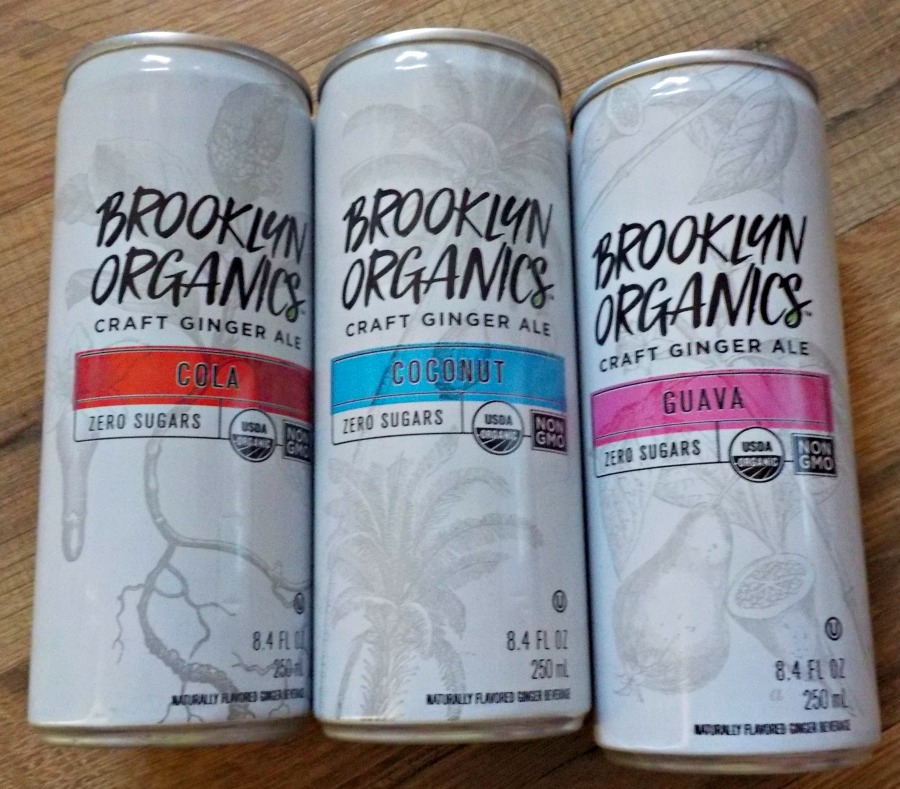 BROOKLYN
ORGANICS
CRAFT GINGER ALE
COLA
ZERO SUGARS
USDA
ORGANIC
NON
GMO
U
8.4 FL OZ
250 mL
NATURALLY FLAVORED GINGER BEVERAGE
BROOKLYN
ORGANICS
CRAFT GINGER ALE
COCONUT
ZERO SUGARS
USDA
ORGANIC
NON
GMO
U
8.4 FL OZ
250 mL
NATURALLY FLAVORED GINGER BEVERAGE
BROOKLYN
ORGANICS™
CRAFT GINGER ALE
GUAVA
ZERO SUGARS
USDA
ORGANIC
NON
GMO
U
8.4 FL OZ
250 mL
NATURALLY FLAVORED GINGER BEVERAGE